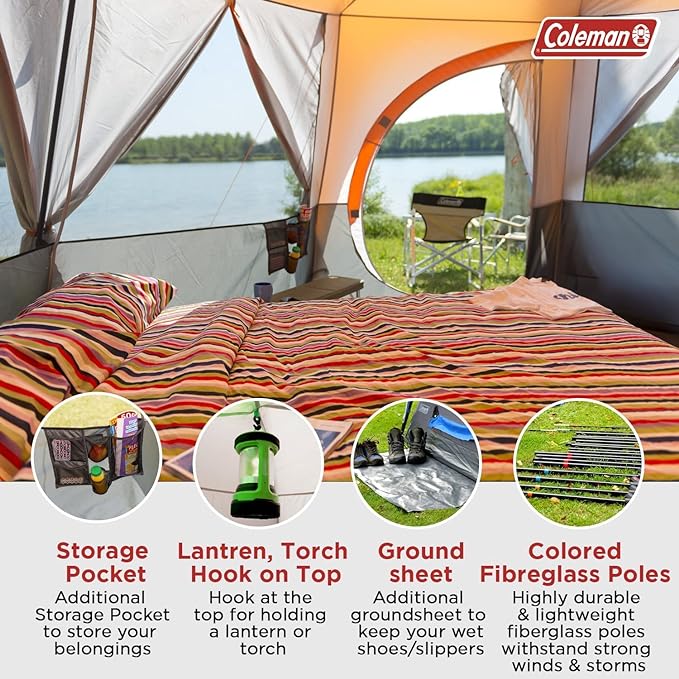 Coleman
Coleman
Storage
Pocket
Additional
Storage Pocket
to store your
belongings
Lantren, Torch
Hook on Top
Hook at the
top for holding
a lantern or
torch
Ground
sheet
Additional
groundsheet to
keep your wet
shoes/slippers
Colored
Fibreglass Poles
Highly durable
& lightweight
fiberglass poles
withstand strong
winds & storms